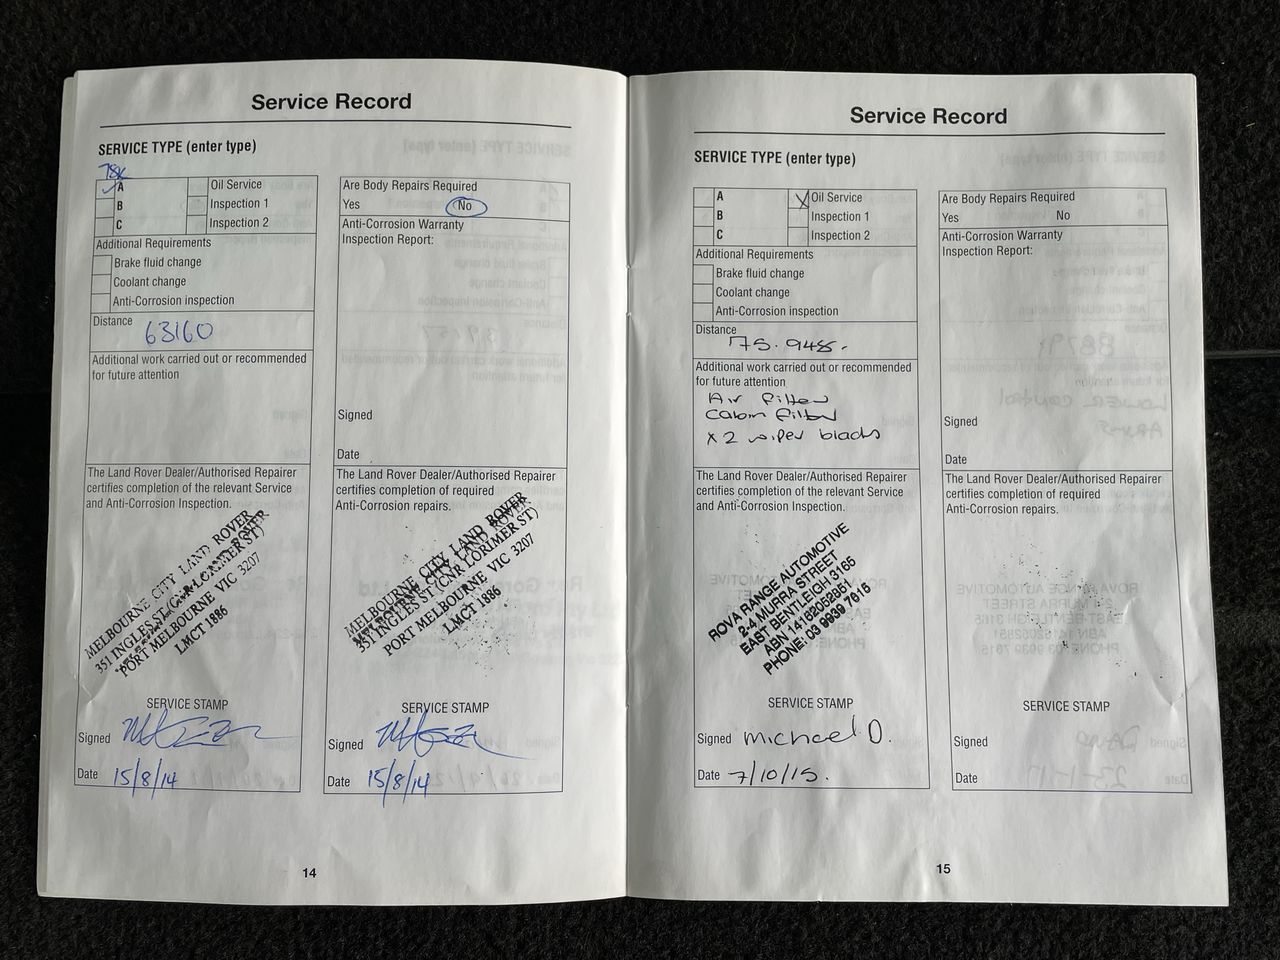 Service Record
SERVICE TYPE (enter type)
78K
A
B
C
Oil Service
Inspection 1
Inspection 2
Additional Requirements
Brake fluid change
Coolant change
Anti-Corrosion inspection
Distance
63160
Additional work carried out or recommended
for future attention
The Land Rover Dealer/Authorised Repairer
certifies completion of the relevant Service
and Anti-Corrosion Inspection.
MELBOURNE CITY LAND ROVER
351 INGLES ST (CNR LORIMER ST)
PORT MELBOURNE VIC 3207
LMCT 1886
SERVICE STAMP
Signed
Date 15/8/14
Are Body Repairs Required
Yes No
Anti-Corrosion Warranty
Inspection Report:
Signed
Date
The Land Rover Dealer/Authorised Repairer
certifies completion of required
Anti-Corrosion repairs.
MELBOURNE CITY LAND ROVER
351 INGLES ST (CNR LORIMER ST)
PORT MELBOURNE VIC 3207
LMCT 1886
SERVICE STAMP
Signed
Date 15/8/14
14
Service Record
SERVICE TYPE (enter type)
A
B
C
X Oil Service
Inspection 1
Inspection 2
Additional Requirements
Brake fluid change
Coolant change
Anti-Corrosion inspection
Distance
75.948-
Additional work carried out or recommended
for future attention
Air filter
Cabin filter
x2 wiper blades
The Land Rover Dealer/Authorised Repairer
certifies completion of the relevant Service
and Anti-Corrosion Inspection.
ROVA RANGE AUTOMOTIVE
2-4 MURRA STREET
EAST BENTLEIGH 3165
ABN 14182052851
PHONE: 03 9939 7616
SERVICE STAMP
Signed Michael D.
Date 7/10/15.
Are Body Repairs Required
Yes No
Anti-Corrosion Warranty
Inspection Report:
Signed
Date
The Land Rover Dealer/Authorised Repairer
certifies completion of required
Anti-Corrosion repairs.
SERVICE STAMP
Signed
Date
15